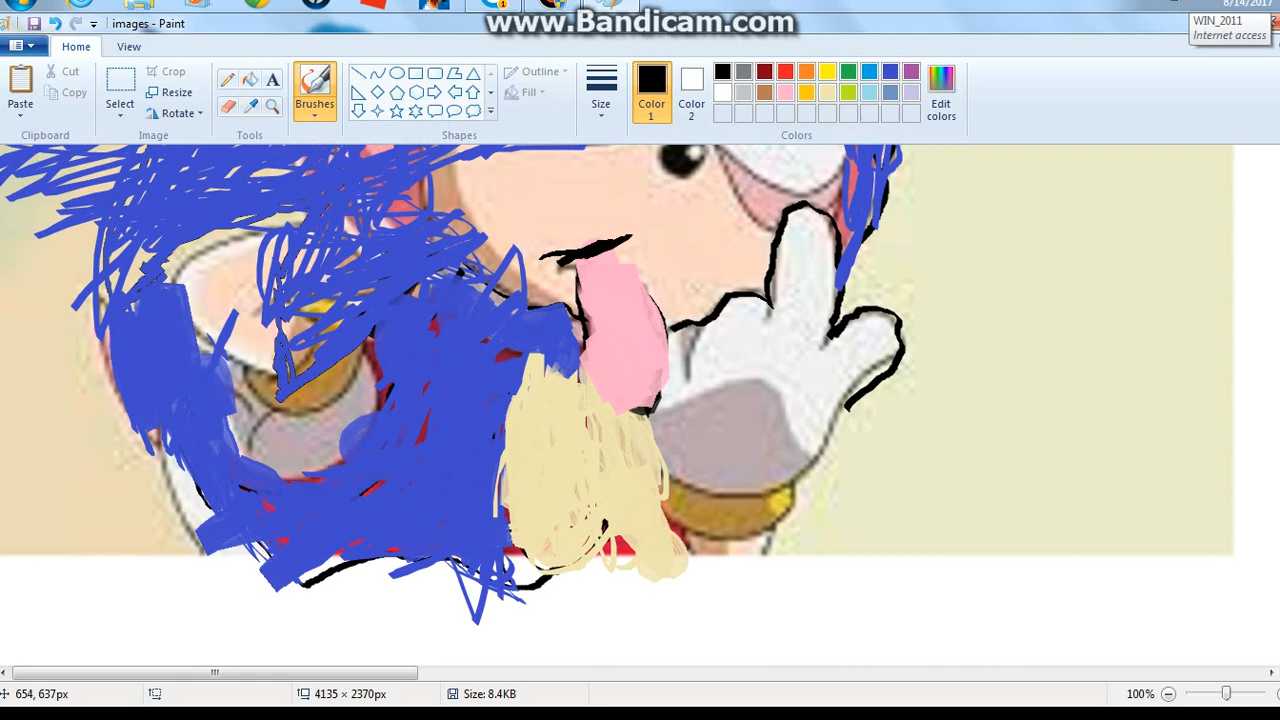 www.Bandicam.com
8/14/2017
images - Paint
WIN_2011
Internet access
Home
View
Paste
Cut
Copy
Clipboard
Select
Crop
Resize
Rotate
Image
Tools
Brushes
Outline
Fill
Shapes
Size
Color 1
Color 2
Edit colors
Colors
654, 637px
4135 × 2370px
Size: 8.4KB
100%